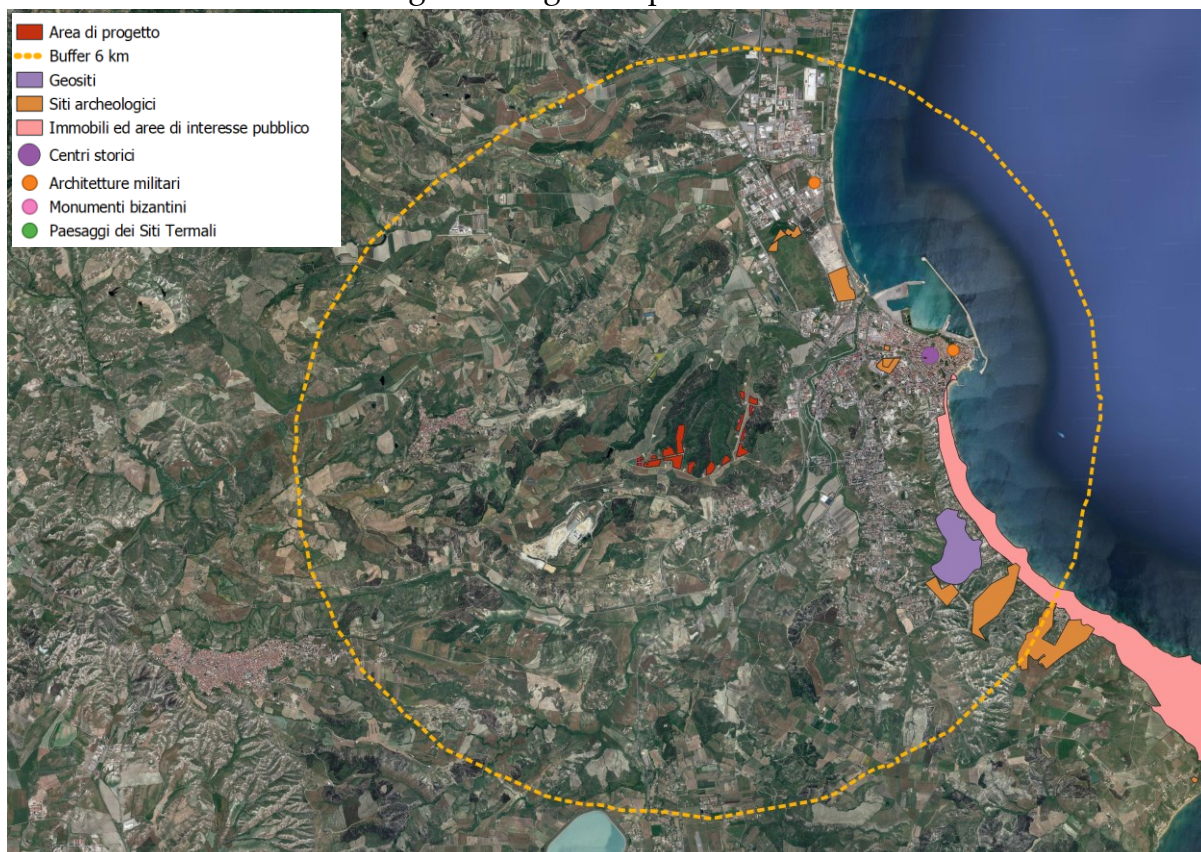 Area di progetto
Buffer 6 km
Geositi
Siti archeologici
Immobili ed aree di interesse pubblico
Centri storici
Architetture militari
Monumenti bizantini
Paesaggi dei Siti Termali